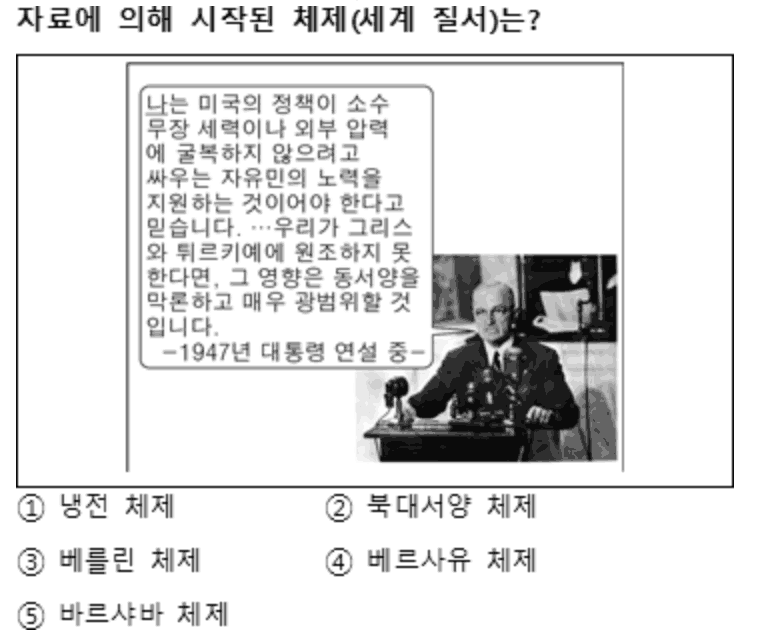 자료에 의해 시작된 체제(세계 질서)는?
나는 미국의 정책이 소수
무장 세력이나 외부 압력
에 굴복하지 않으려고
싸우는 자유민의 노력을
지원하는 것이어야 한다고
믿습니다. …우리가 그리스
와 튀르키예에 원조하지 못
한다면, 그 영향은 동서양을
막론하고 매우 광범위할 것
입니다.
-1947년 대통령 연설 중-
① 냉전 체제
② 북대서양 체제
③ 베를린 체제
④ 베르사유 체제
⑤ 바르샤바 체제